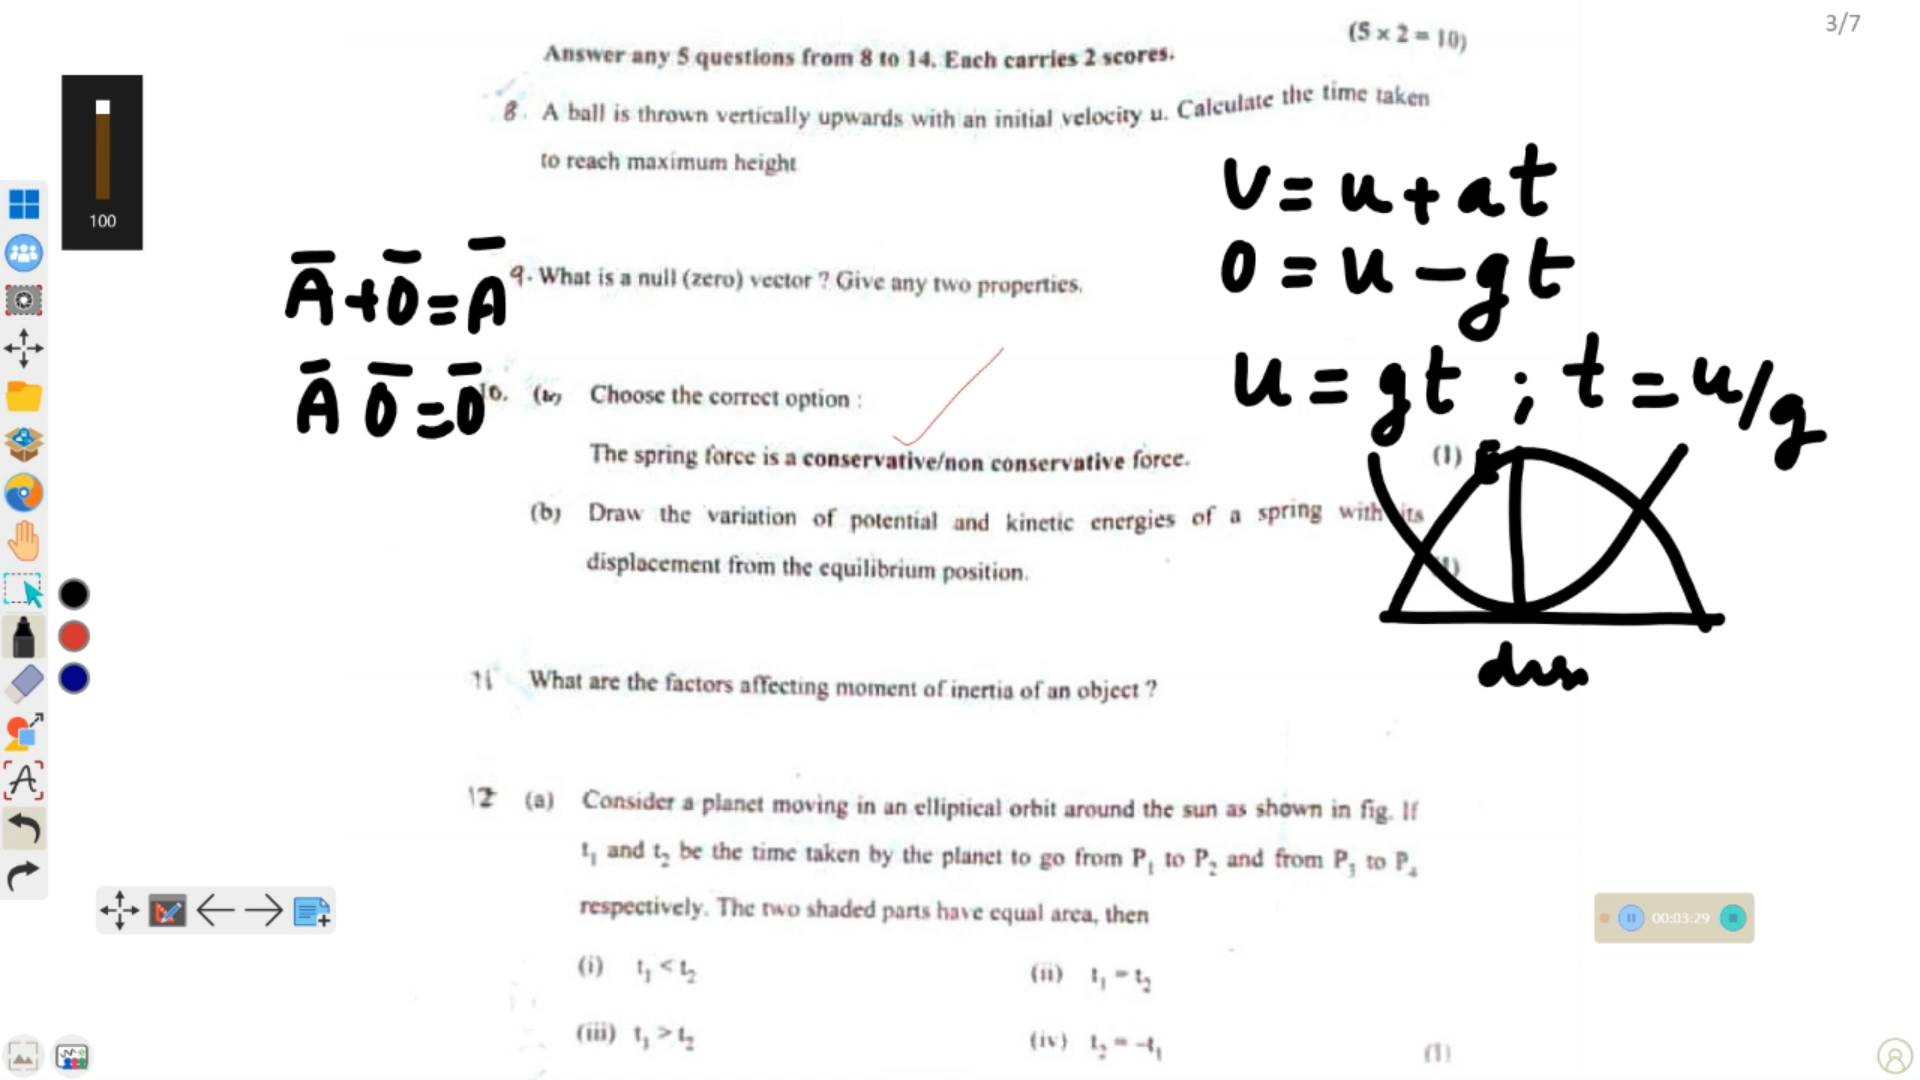 3/7
(5 × 2 = 10)
Answer any 5 questions from 8 to 14. Each carries 2 scores.
8. A ball is thrown vertically upwards with an initial velocity u. Calculate the time taken
to reach maximum height
100
V = u + at
0 = u - gt
u = gt ; t = u/g
A̅ + 0̅ = A̅
A̅ 0̅ = 0̅
9. What is a null (zero) vector ? Give any two properties.
10. (a) Choose the correct option :
The spring force is a conservative/non conservative force. (1)
(b) Draw the variation of potential and kinetic energies of a spring with its
displacement from the equilibrium position. (1)
11 What are the factors affecting moment of inertia of an object ?
12 (a) Consider a planet moving in an elliptical orbit around the sun as shown in fig. If
t₁ and t₂ be the time taken by the planet to go from P₁ to P₂ and from P₃ to P₄
respectively. The two shaded parts have equal area, then
00:03:29
(i) t₁ < t₂ (ii) t₁ = t₂
(iii) t₁ > t₂ (iv) t₂ = -t₁
(1)